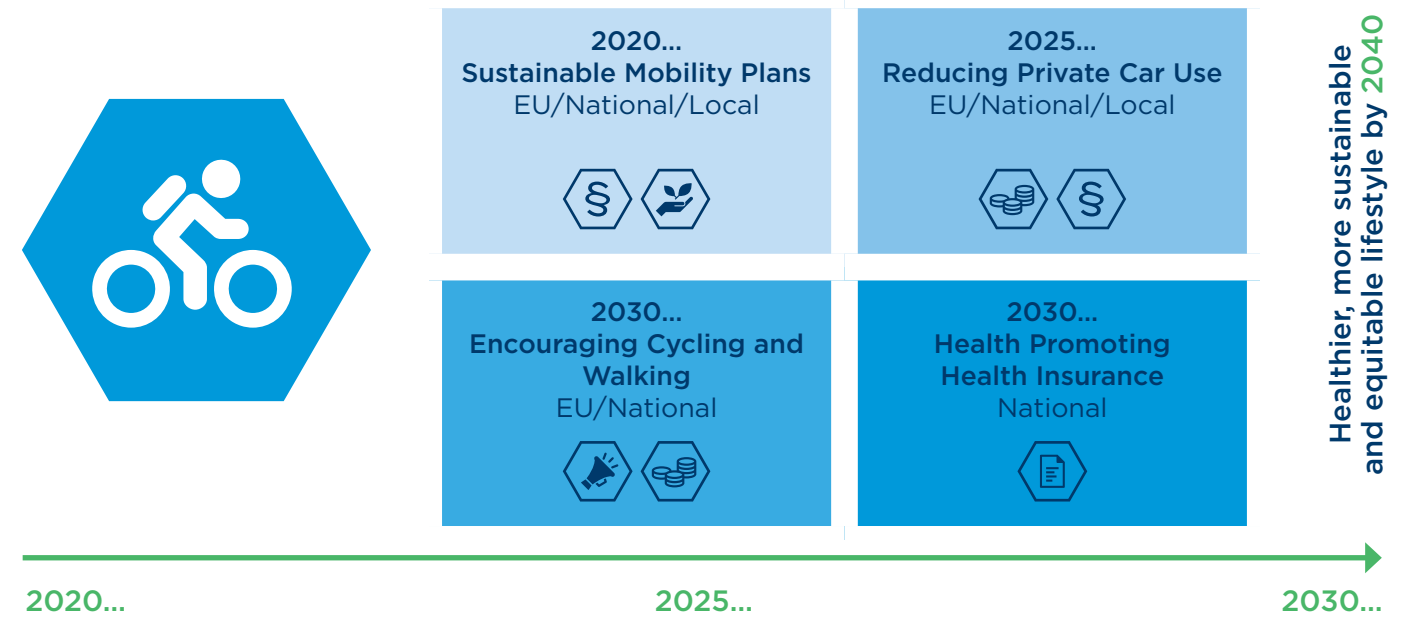 2020...
Sustainable Mobility Plans
EU/National/Local
§
2025...
Reducing Private Car Use
EU/National/Local
§
2030...
Encouraging Cycling and
Walking
EU/National
2030...
Health Promoting
Health Insurance
National
Healthier, more sustainable
and equitable lifestyle by 2040
2020...
2025...
2030...